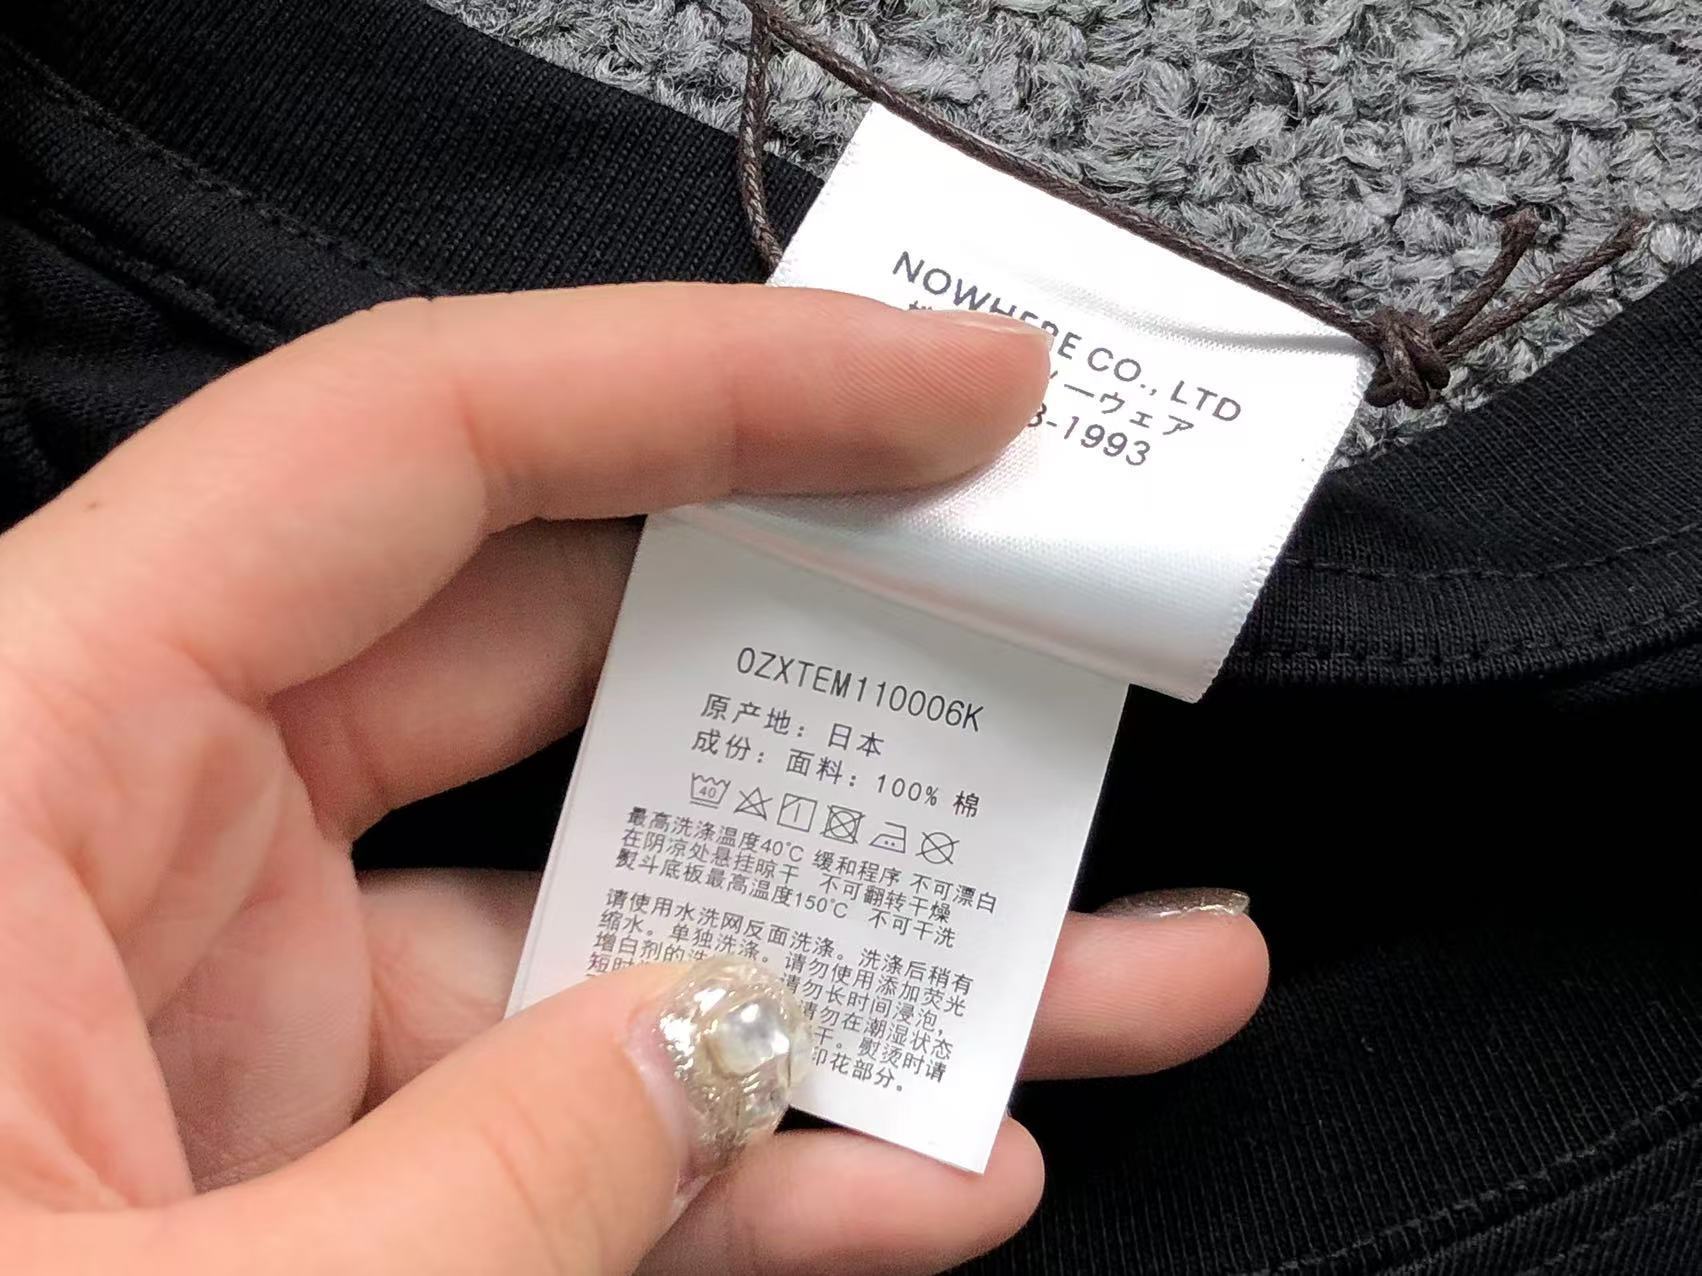 NOWHERE CO., LTD
ーウェア
-1993
0ZXTEM110006K
原产地：日本
成份：面料：100% 棉
40
最高洗涤温度40℃ 缓和程序 不可漂白
在阴凉处悬挂晾干 不可翻转干燥
熨斗底板最高温度150℃ 不可干洗
请使用水洗网反面洗涤。洗涤后稍有
缩水。单独洗涤。请勿使用添加荧光
增白剂的洗 请勿长时间浸泡，
短时 请勿在潮湿状态
干。熨烫时请
印花部分。